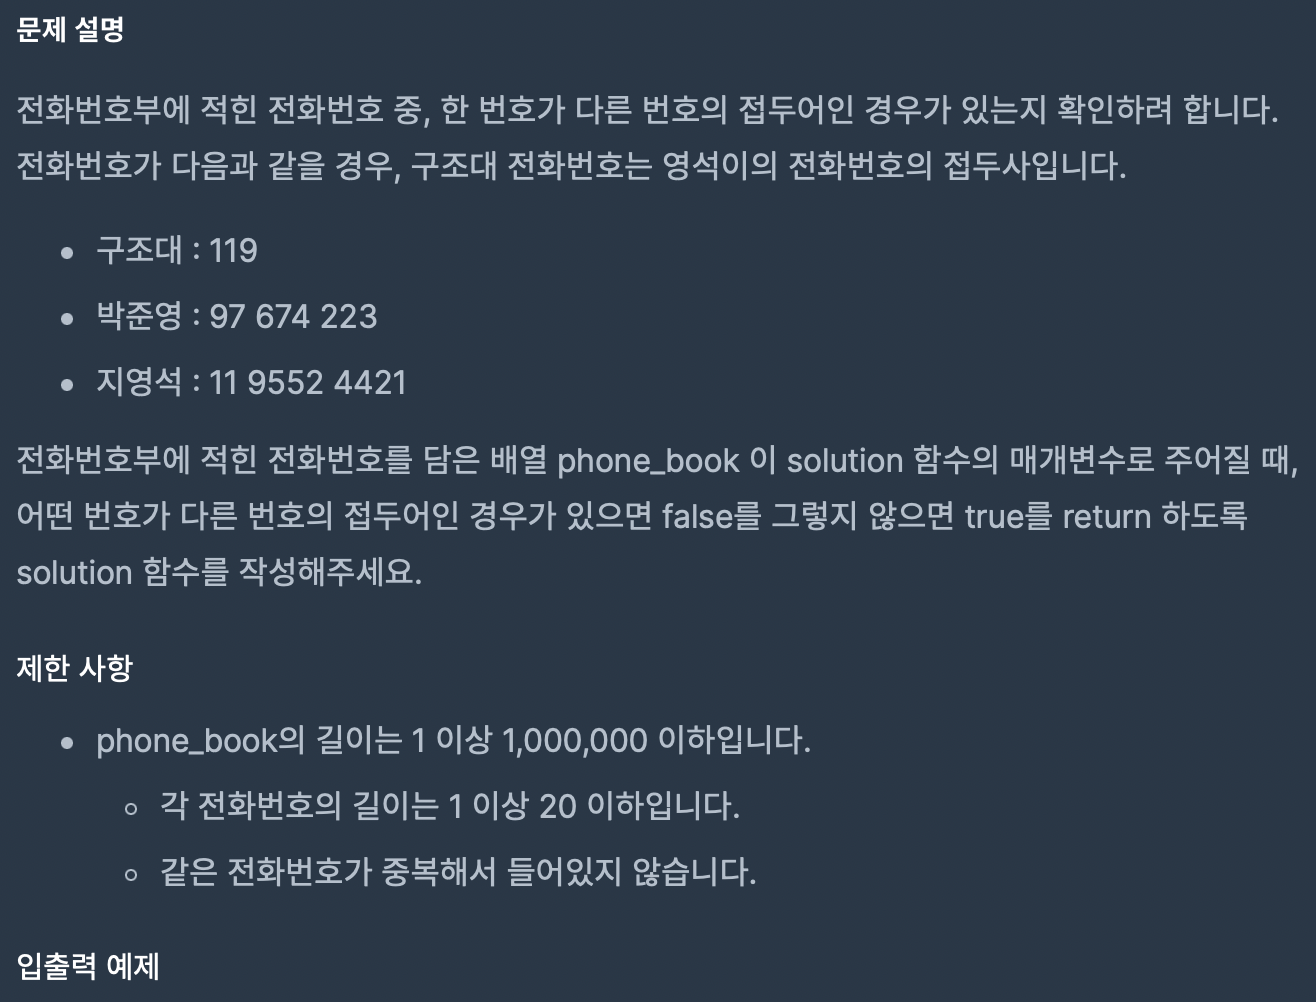 문제 설명
전화번호부에 적힌 전화번호 중, 한 번호가 다른 번호의 접두어인 경우가 있는지 확인하려 합니다.
전화번호가 다음과 같을 경우, 구조대 전화번호는 영석이의 전화번호의 접두사입니다.
• 구조대 : 119
• 박준영 : 97 674 223
• 지영석 : 11 9552 4421
전화번호부에 적힌 전화번호를 담은 배열 phone_book 이 solution 함수의 매개변수로 주어질 때,
어떤 번호가 다른 번호의 접두어인 경우가 있으면 false를 그렇지 않으면 true를 return 하도록
solution 함수를 작성해주세요.
제한 사항
• phone_book의 길이는 1 이상 1,000,000 이하입니다.
◦ 각 전화번호의 길이는 1 이상 20 이하입니다.
◦ 같은 전화번호가 중복해서 들어있지 않습니다.
입출력 예제